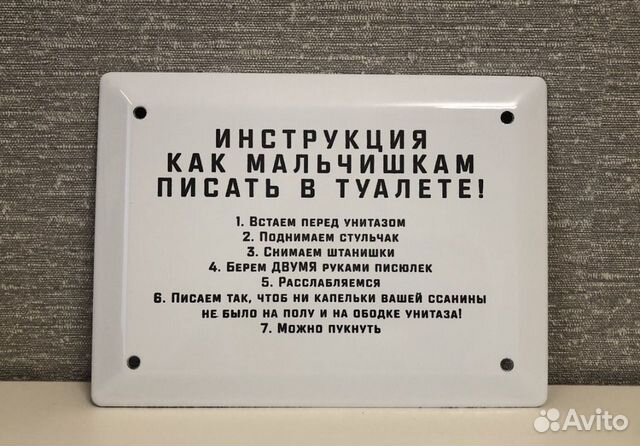 ИНСТРУКЦИЯ
КАК МАЛЬЧИШКАМ
ПИСАТЬ В ТУАЛЕТЕ!
1. Встаем перед унитазом
2. Поднимаем стульчак
3. Снимаем штанишки
4. Берем ДВУМЯ руками писюлек
5. Расслабляемся
6. Писаем так, чтоб ни капельки вашей ссанины
не было на полу и на ободке унитаза!
7. Можно пукнуть
Avito